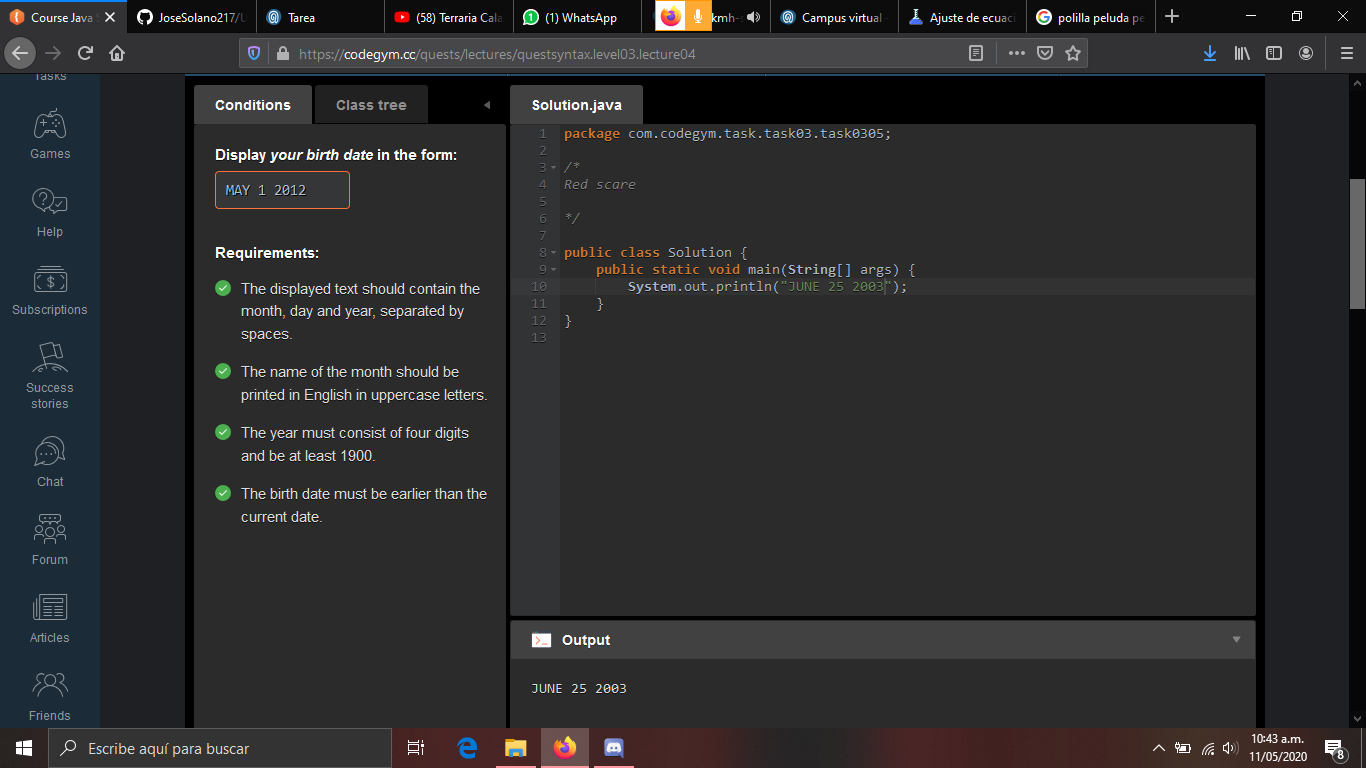 Course Java S
JoseSolano217/U
Tarea
(58) Terraria Cala
(1) WhatsApp
kmh-s
Campus virtual -
Ajuste de ecuaci
polilla peluda pe
https://codegym.cc/quests/lectures/questsyntax.level03.lecture04
Tasks
Games
Help
Subscriptions
Success
stories
Chat
Forum
Articles
Friends
Conditions
Class tree
Display your birth date in the form:
MAY 1 2012
Requirements:
The displayed text should contain the
month, day and year, separated by
spaces.
The name of the month should be
printed in English in uppercase letters.
The year must consist of four digits
and be at least 1900.
The birth date must be earlier than the
current date.
Solution.java
1 package com.codegym.task.task03.task0305;
2
3 /*
4 Red scare
5
6 */
7
8 public class Solution {
9     public static void main(String[] args) {
10         System.out.println("JUNE 25 2003");
11     }
12 }
13
Output
JUNE 25 2003
Escribe aquí para buscar
10:43 a.m.
11/05/2020
8